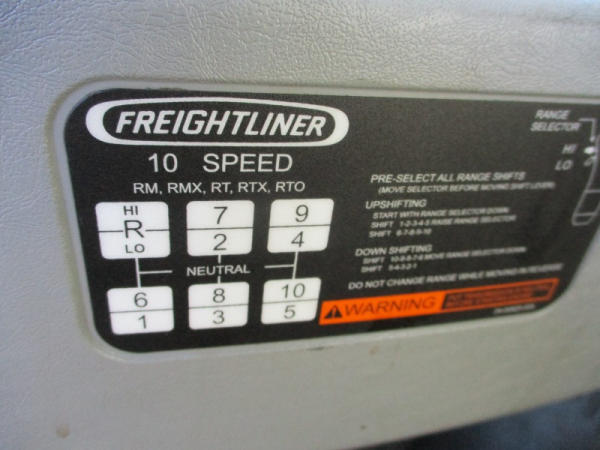 FREIGHTLINER
10 SPEED
RM, RMX, RT, RTX, RTO
HI
R
LO
7
2
9
4
NEUTRAL
6
1
8
3
10
5
RANGE
SELECTOR
HI
LO
PRE-SELECT ALL RANGE SHIFTS
(MOVE SELECTOR BEFORE MOVING SHIFT LEVER)
UPSHIFTING
START WITH RANGE SELECTOR DOWN
SHIFT 1-2-3-4-5 RAISE RANGE SELECTOR
SHIFT 6-7-8-9-10
DOWN SHIFTING
SHIFT 10-9-8-7-6 MOVE RANGE SELECTOR DOWN
SHIFT 5-4-3-2-1
DO NOT CHANGE RANGE WHILE MOVING IN REVERSE
WARNING